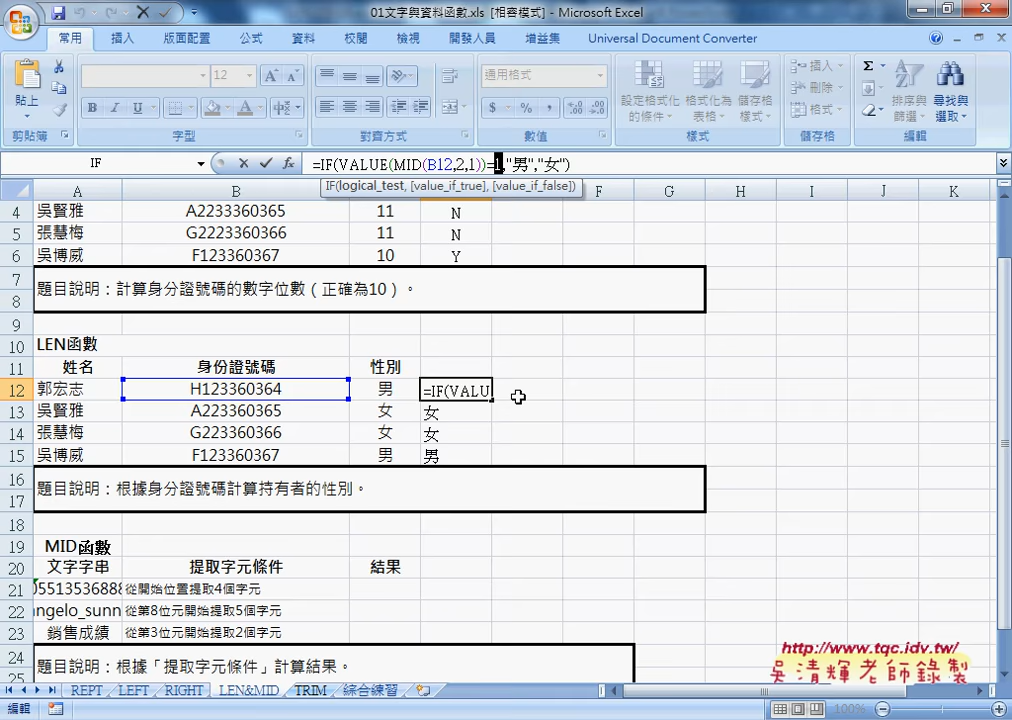 01文字與資料函數.xls [相容模式] - Microsoft Excel
常用 插入 版面配置 公式 資料 校閱 檢視 開發人員 增益集 Universal Document Converter
貼上 12 通用格式 設定格式化的條件 格式化為表格 儲存格樣式 插入 刪除 格式 排序與篩選 尋找與選取
剪貼簿 字型 對齊方式 數值 樣式 儲存格 編輯
IF =IF(VALUE(MID(B12,2,1))=1,"男","女")
IF(logical_test, [value_if_true], [value_if_false])
A B F G H I J K
4 吳賢雅 A2233360365 11 N
5 張慧梅 G2223360366 11 N
6 吳博威 F123360367 10 Y
7
8
題目說明：計算身分證號碼的數字位數（正確為10）。
9
10 LEN函數
11 姓名 身份證號碼 性別
12 郭宏志 H123360364 男 =IF(VALU
13 吳賢雅 A223360365 女 女
14 張慧梅 G223360366 女 女
15 吳博威 F123360367 男 男
16
17
題目說明：根據身分證號碼計算持有者的性別。
18
19 MID函數
20 文字字串 提取字元條件 結果
21 05513536888 從開始位置提取4個字元
22 angelo_sunn 從第8位元開始提取5個字元
23 銷售成績 從第3位元開始提取2個字元
24 題目說明：根據「提取字元條件」計算結果。
25
http://www.tqc.idv.tw/
吳清輝老師錄製
REPT LEFT RIGHT LEN&MID TRIM 綜合練習
編輯 100%